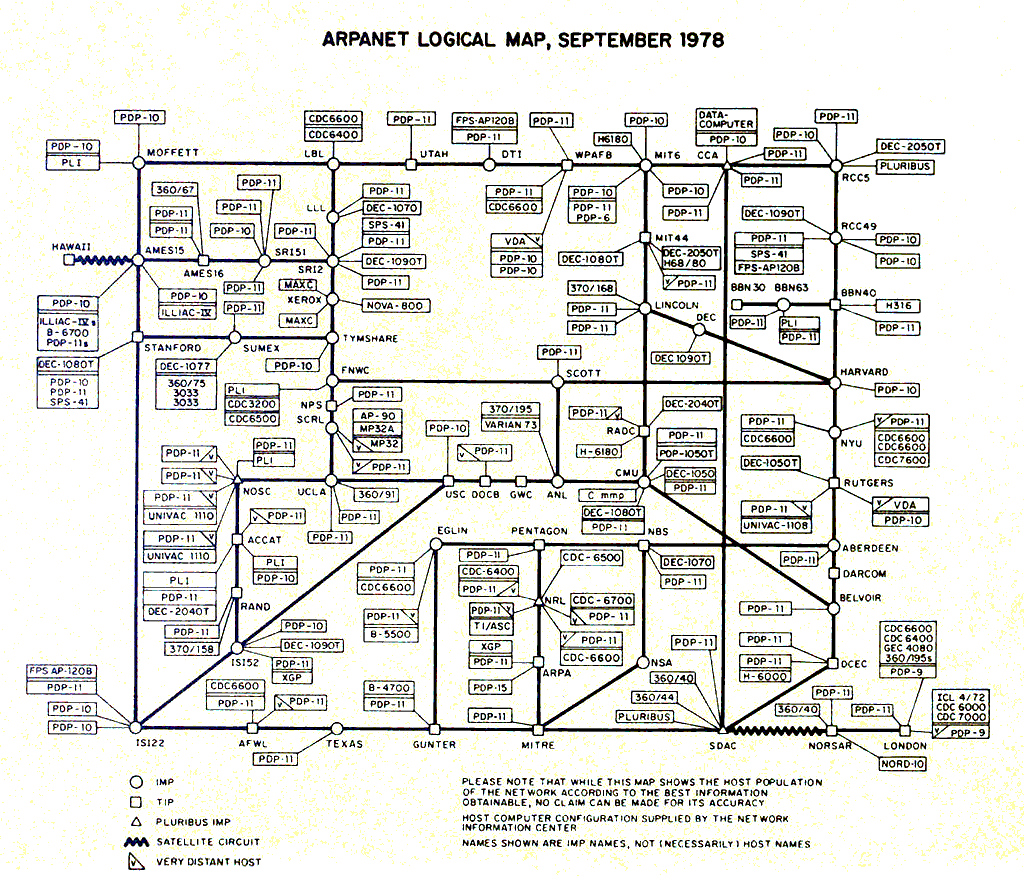 ARPANET LOGICAL MAP, SEPTEMBER 1978
PDP-10
CDC6600
CDC6400
PDP-11
FPS-AP120B
PDP-11
PDP-11
PDP-10
H6180
DATA-
COMPUTER
PDP-10
PDP-11
PDP-10
PDP-11
DEC-2050T
PLURIBUS
PDP-10
PLI
MOFFETT
LBL
UTAH
DTI
WPAFB
MIT6
CCA
RCC5
PDP-11
360/67
PDP-11
PDP-11
PDP-11
PDP-10
PDP-11
PDP-11
DEC-1070
SPS-41
PDP-11
LLL
PDP-11
CDC6600
PDP-10
PDP-11
PDP-6
PDP-10
PDP-11
DEC-1090T
RCC49
PDP-11
SPS-41
FPS-AP120B
PDP-10
PDP-10
HAWAII
AMES15
AMES16
SRI51
SRI2
DEC-1090T
PDP-11
VDA V
PDP-10
PDP-10
DEC-1080T
MIT44
DEC-2050T
H68/80
V PDP-11
PDP-10
ILLIAC-IV
PDP-11
PDP-11
MAXC
XEROX
MAXC
NOVA-800
370/168
PDP-11
PDP-11
LINCOLN
DEC
DEC1090T
BBN30
BBN63
BBN40
PDP-11
PLI
PDP-11
H316
PDP-11
PDP-10
ILLIAC-IV s
B-6700
PDP-11s
STANFORD
SUMEX
TYMSHARE
PDP-10
DEC-1080T
PDP-10
PDP-11
SPS-41
DEC-1077
360/75
3033
3033
FNWC
PDP-11
SCOTT
HARVARD
PDP-10
PLI
CDC3200
CDC6500
NPS
SCRL
PDP-11
AP-90
MP32A
V MP32
V PDP-11
PDP-10
V PDP-11
370/195
VARIAN 73
PDP-11 V
RADC
H-6180
DEC-2040T
PDP-11
CDC6600
NYU
V PDP-11
CDC6600
CDC6600
CDC7600
PDP-11 V
PDP-11 V
PDP-11 V
UNIVAC 1110
PDP-11 V
UNIVAC 1110
PDP-11
PLI
NOSC
UCLA
360/91
PDP-11
PDP-11
USC
DOCB
GWC
ANL
CMU
PDP-11
PDP-1050T
DEC-1050
PDP-11
C mmp
DEC-1080T
PDP-11
DEC-1050T
RUTGERS
PDP-11 V
UNIVAC-1108
V VDA
PDP-10
V PDP-11
ACCAT
PLI
PDP-10
PLI
PDP-11
DEC-2040T
RAND
PDP-11
370/158
EGLIN
PENTAGON
NBS
PDP-11
CDC6600
PDP-11 V
B-5500
PDP-11
CDC-6400
PDP-11 V
PDP-11 V
TI/ASC
CDC-6500
NRL
CDC-6700
V PDP-11
V PDP-11
CDC-6600
DEC-1070
PDP-11
PDP-11
ABERDEEN
DARCOM
BELVOIR
PDP-11
PDP-10
DEC-1090T
PDP-11
XGP
ISI52
XGP
PDP-11
PDP-15
ARPA
NSA
PDP-11
360/40
360/44
PLURIBUS
PDP-11
H-6000
DCEC
CDC6600
CDC6400
GEC 4080
360/195s
PDP-9
FPS AP-120B
PDP-11
PDP-10
PDP-10
ISI22
CDC6600
PDP-11
V PDP-11
AFWL
PDP-11
TEXAS
B-4700
PDP-11
GUNTER
PDP-11
MITRE
SDAC
360/40
PDP-11
NORSAR
NORD-10
PDP-11
LONDON
ICL 4/72
CDC 6000
CDC 7000
V PDP-9
IMP
TIP
PLURIBUS IMP
SATELLITE CIRCUIT
V VERY DISTANT HOST
PLEASE NOTE THAT WHILE THIS MAP SHOWS THE HOST POPULATION
OF THE NETWORK ACCORDING TO THE BEST INFORMATION
OBTAINABLE, NO CLAIM CAN BE MADE FOR ITS ACCURACY
HOST COMPUTER CONFIGURATION SUPPLIED BY THE NETWORK
INFORMATION CENTER
NAMES SHOWN ARE IMP NAMES, NOT (NECESSARILY) HOST NAMES